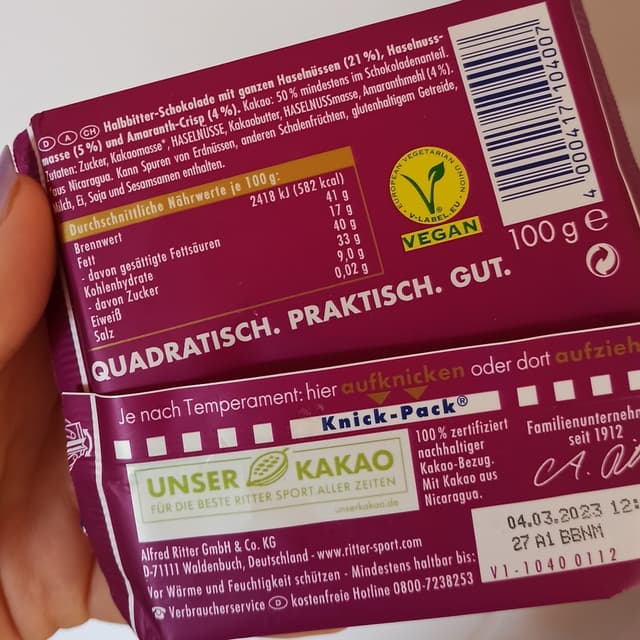 D A CH Halbbitter-Schokolade mit ganzen Haselnüssen (21 %), Haselnuss-
masse (5 %) und Amaranth-Crisp (4 %). Kakao: 50 % mindestens im Schokoladenanteil.
Zutaten: Zucker, Kakaomasse*, HASELNÜSSE, Kakaobutter, HASELNUSSmasse, Amaranthmehl (4 %).
*aus Nicaragua. Kann Spuren von Erdnüssen, anderen Schalenfrüchten, glutenhaltigem Getreide,
Milch, Ei, Soja und Sesamsamen enthalten.
Durchschnittliche Nährwerte je 100 g:
Brennwert 2418 kJ (582 kcal)
Fett 41 g
- davon gesättigte Fettsäuren 17 g
Kohlenhydrate 40 g
- davon Zucker 33 g
Eiweiß 9,0 g
Salz 0,02 g
EUROPEAN VEGETARIAN UNION
V-LABEL.EU
VEGAN
4 000417 104007
100 g e
QUADRATISCH. PRAKTISCH. GUT.
Je nach Temperament: hier aufknicken oder dort aufzieh
Knick-Pack®
UNSER KAKAO
FÜR DIE BESTE RITTER SPORT ALLER ZEITEN
unserkakao.de
100 % zertifiziert
nachhaltiger
Kakao-Bezug.
Mit Kakao aus
Nicaragua.
Familienunterneh
seit 1912
Alfred Ritter GmbH & Co. KG
D-71111 Waldenbuch, Deutschland - www.ritter-sport.com
Vor Wärme und Feuchtigkeit schützen - Mindestens haltbar bis:
Verbraucherservice D kostenfreie Hotline 0800-7238253
04.03.2023 12:
27 A1 BBNM
V1-1040 0112